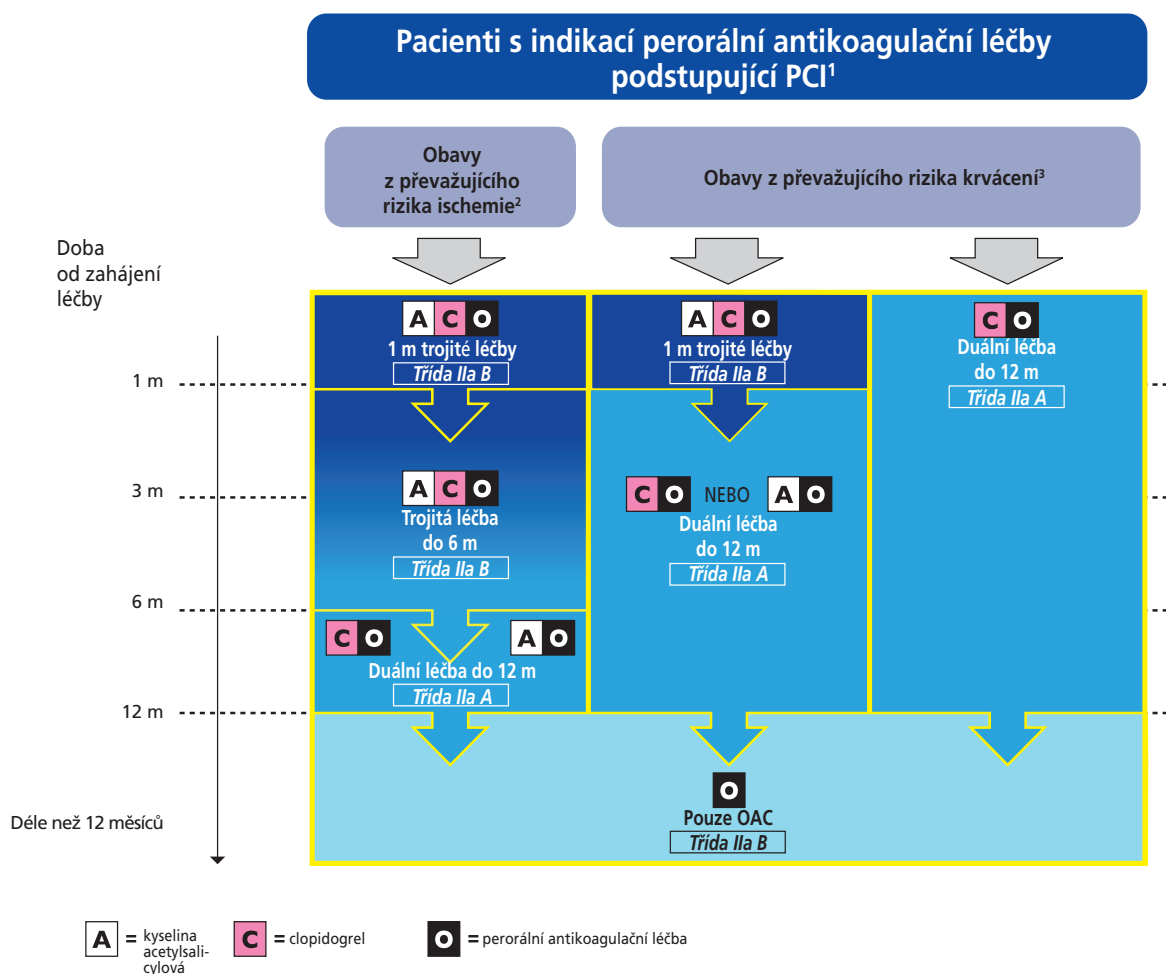 Pacienti s indikací perorální antikoagulační léčby
podstupující PCI¹
Obavy
z převažujícího
rizika ischemie²
Obavy z převažujícího rizika krvácení³
Doba
od zahájení
léčby
A C O
1 m trojité léčby
Třída IIa B
A C O
1 m trojité léčby
Třída IIa B
C O
Duální léčba
do 12 m
Třída IIa A
1 m
3 m
A C O
Trojitá léčba
do 6 m
Třída IIa B
C O NEBO A O
Duální léčba
do 12 m
Třída IIa A
6 m
C O A O
Duální léčba do 12 m
Třída IIa A
12 m
Déle než 12 měsíců
O
Pouze OAC
Třída IIa B
A = kyselina
acetylsali-
cylová
C = clopidogrel
O = perorální antikoagulační léčba